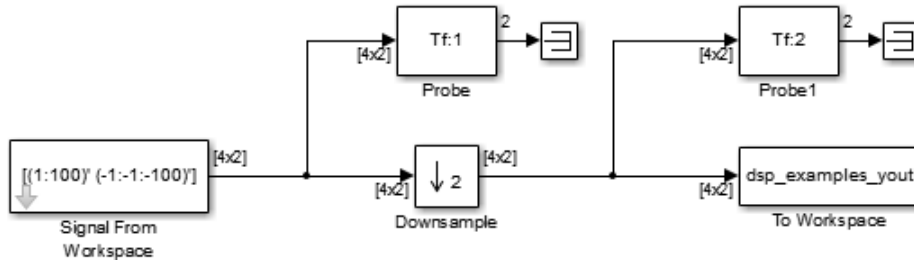 2
2
Tf:1
Tf:2
[4x2]
[4x2]
Probe
Probe1
[4x2]
[4x2]
[(1:100)' (-1:-1:-100)']
↓ 2
dsp_examples_yout
[4x2]
[4x2]
Signal From
Workspace
Downsample
To Workspace